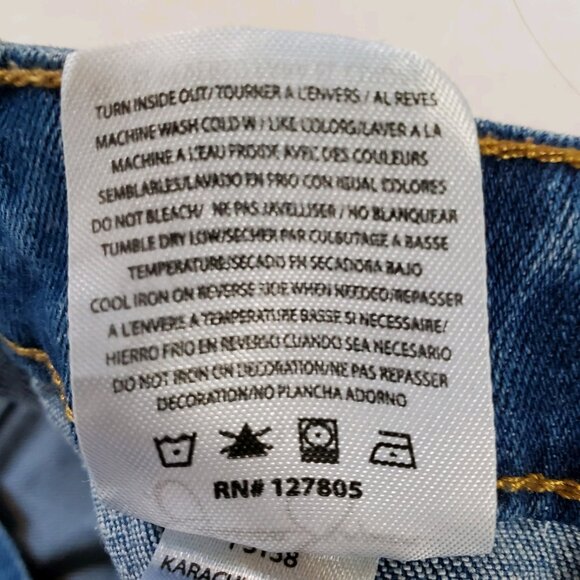 TURN INSIDE OUT/ TOURNER A L'ENVERS / AL REVES
MACHINE WASH COLD W / LIKE COLORS/LAVER A LA
MACHINE A L'EAU FROIDE AVEC DES COULEURS
SEMBLABLES/LAVADO EN FRIO CON IGUAL COLORES
DO NOT BLEACH/ NE PAS JAVELLISER / NO BLANQUEAR
TUMBLE DRY LOW/SECHER PAR CULBUTAGE A BASSE
TEMPERATURE/SECADO EN SECADORA BAJO
COOL IRON ON REVERSE SIDE WHEN NEEDED/REPASSER
A L'ENVERS A TEMPERATURE BASSE SI NECESSAIRE/
HIERRO FRIO EN REVERSO CUANDO SEA NECESARIO
DO NOT IRON ON DECORATION/NE PAS REPASSER
DECORATION/NO PLANCHA ADORNO
RN# 127805